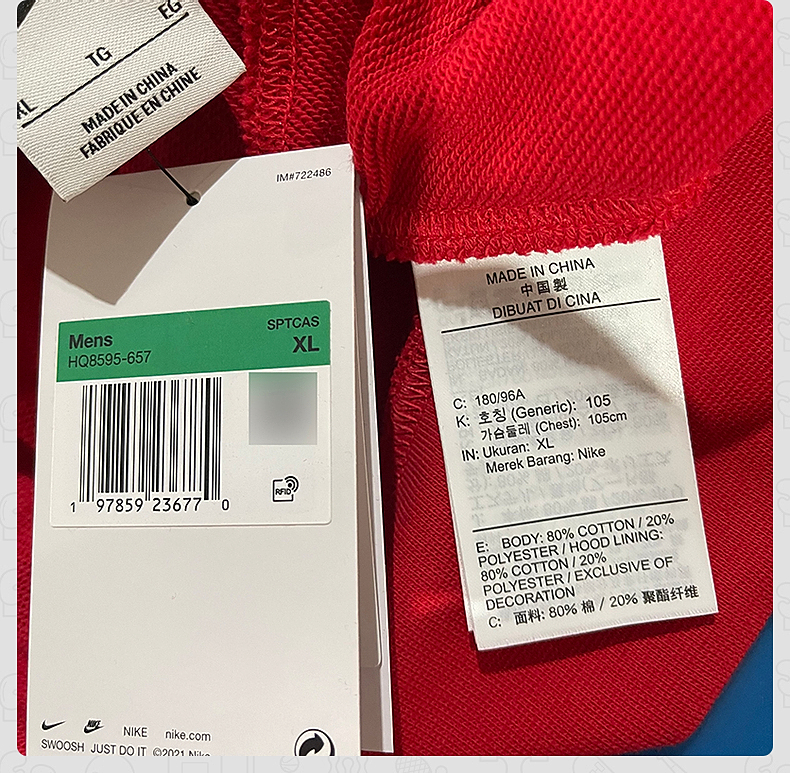 EG
TG
XL
MADE IN CHINA
FABRIQUE EN CHINE
IM#722486
SPTCAS
Mens
XL
HQ8595-657
1 97859 23677 0
RFID
NIKE nike.com
SWOOSH JUST DO IT ©2021 Nike
MADE IN CHINA
中国製
DIBUAT DI CINA
C: 180/96A
K: 호칭 (Generic): 105
가슴둘레 (Chest): 105cm
IN: Ukuran: XL
Merek Barang: Nike
E: BODY: 80% COTTON / 20%
POLYESTER / HOOD LINING:
80% COTTON / 20%
POLYESTER / EXCLUSIVE OF
DECORATION
C: 面料: 80% 棉 / 20% 聚酯纤维